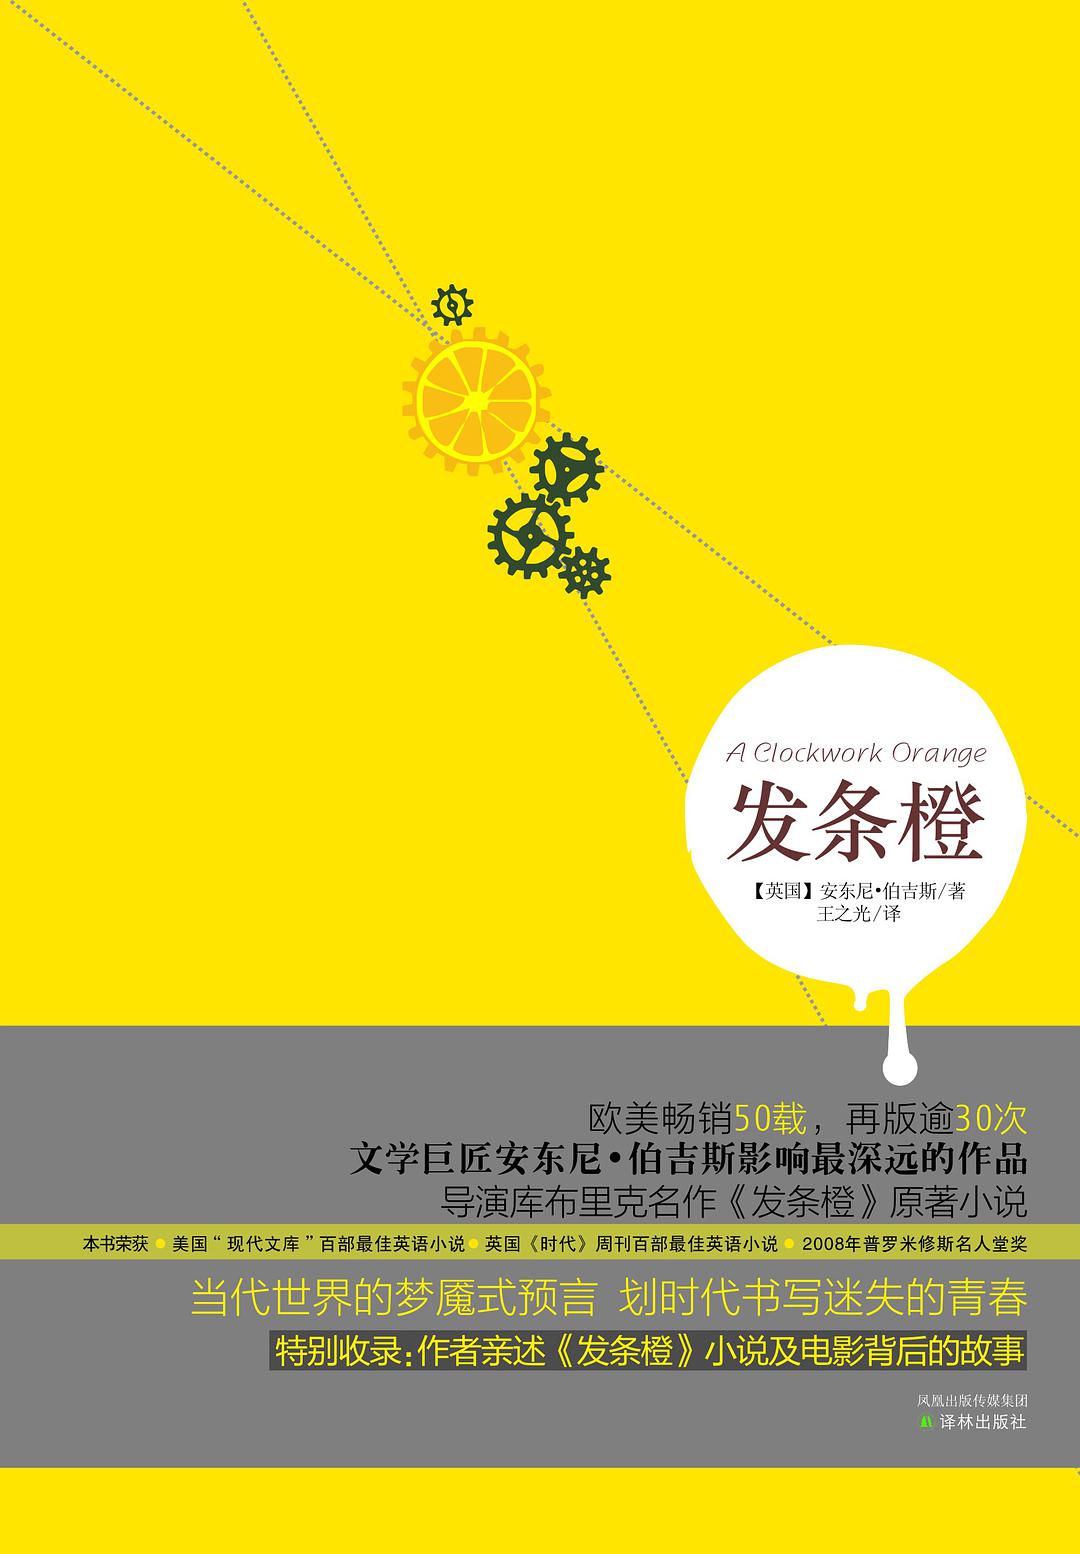 A Clockwork Orange
发条橙
【英国】安东尼•伯吉斯/著
王之光/译
欧美畅销50载，再版逾30次
文学巨匠安东尼•伯吉斯影响最深远的作品
导演库布里克名作《发条橙》原著小说
本书荣获 ● 美国“现代文库”百部最佳英语小说 ● 英国《时代》周刊百部最佳英语小说 ● 2008年普罗米修斯名人堂奖
当代世界的梦魇式预言 划时代书写迷失的青春
特别收录：作者亲述《发条橙》小说及电影背后的故事
凤凰出版传媒集团
译林出版社